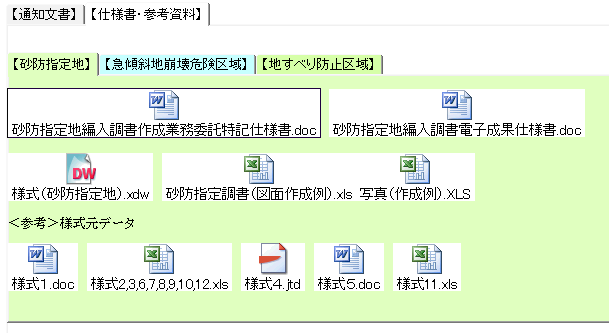 【通知文書】 【仕様書・参考資料】
【砂防指定地】 【急傾斜地崩壊危険区域】 【地すべり防止区域】
砂防指定地編入調書作成業務委託特記仕様書.doc 砂防指定地編入調書電子成果仕様書.doc
DW
様式(砂防指定地).xdw 砂防指定調書(図面作成例).xls 写真(作成例).XLS
＜参考＞様式元データ
様式1.doc 様式2,3,6,7,8,9,10,12.xls 様式4.jtd 様式5.doc 様式11.xls